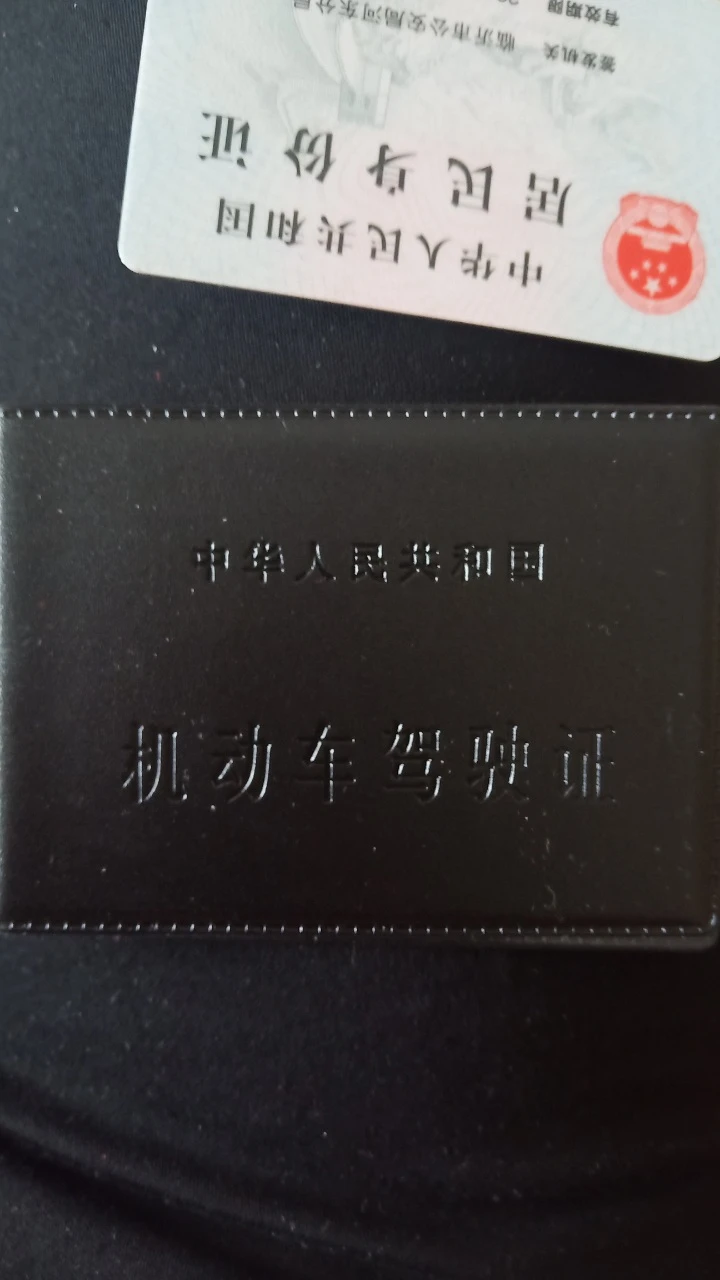 中华人民共和国
居民身份证
签发机关 临沂市公安局河东分局
有效期限
中华人民共和国
机动车驾驶证